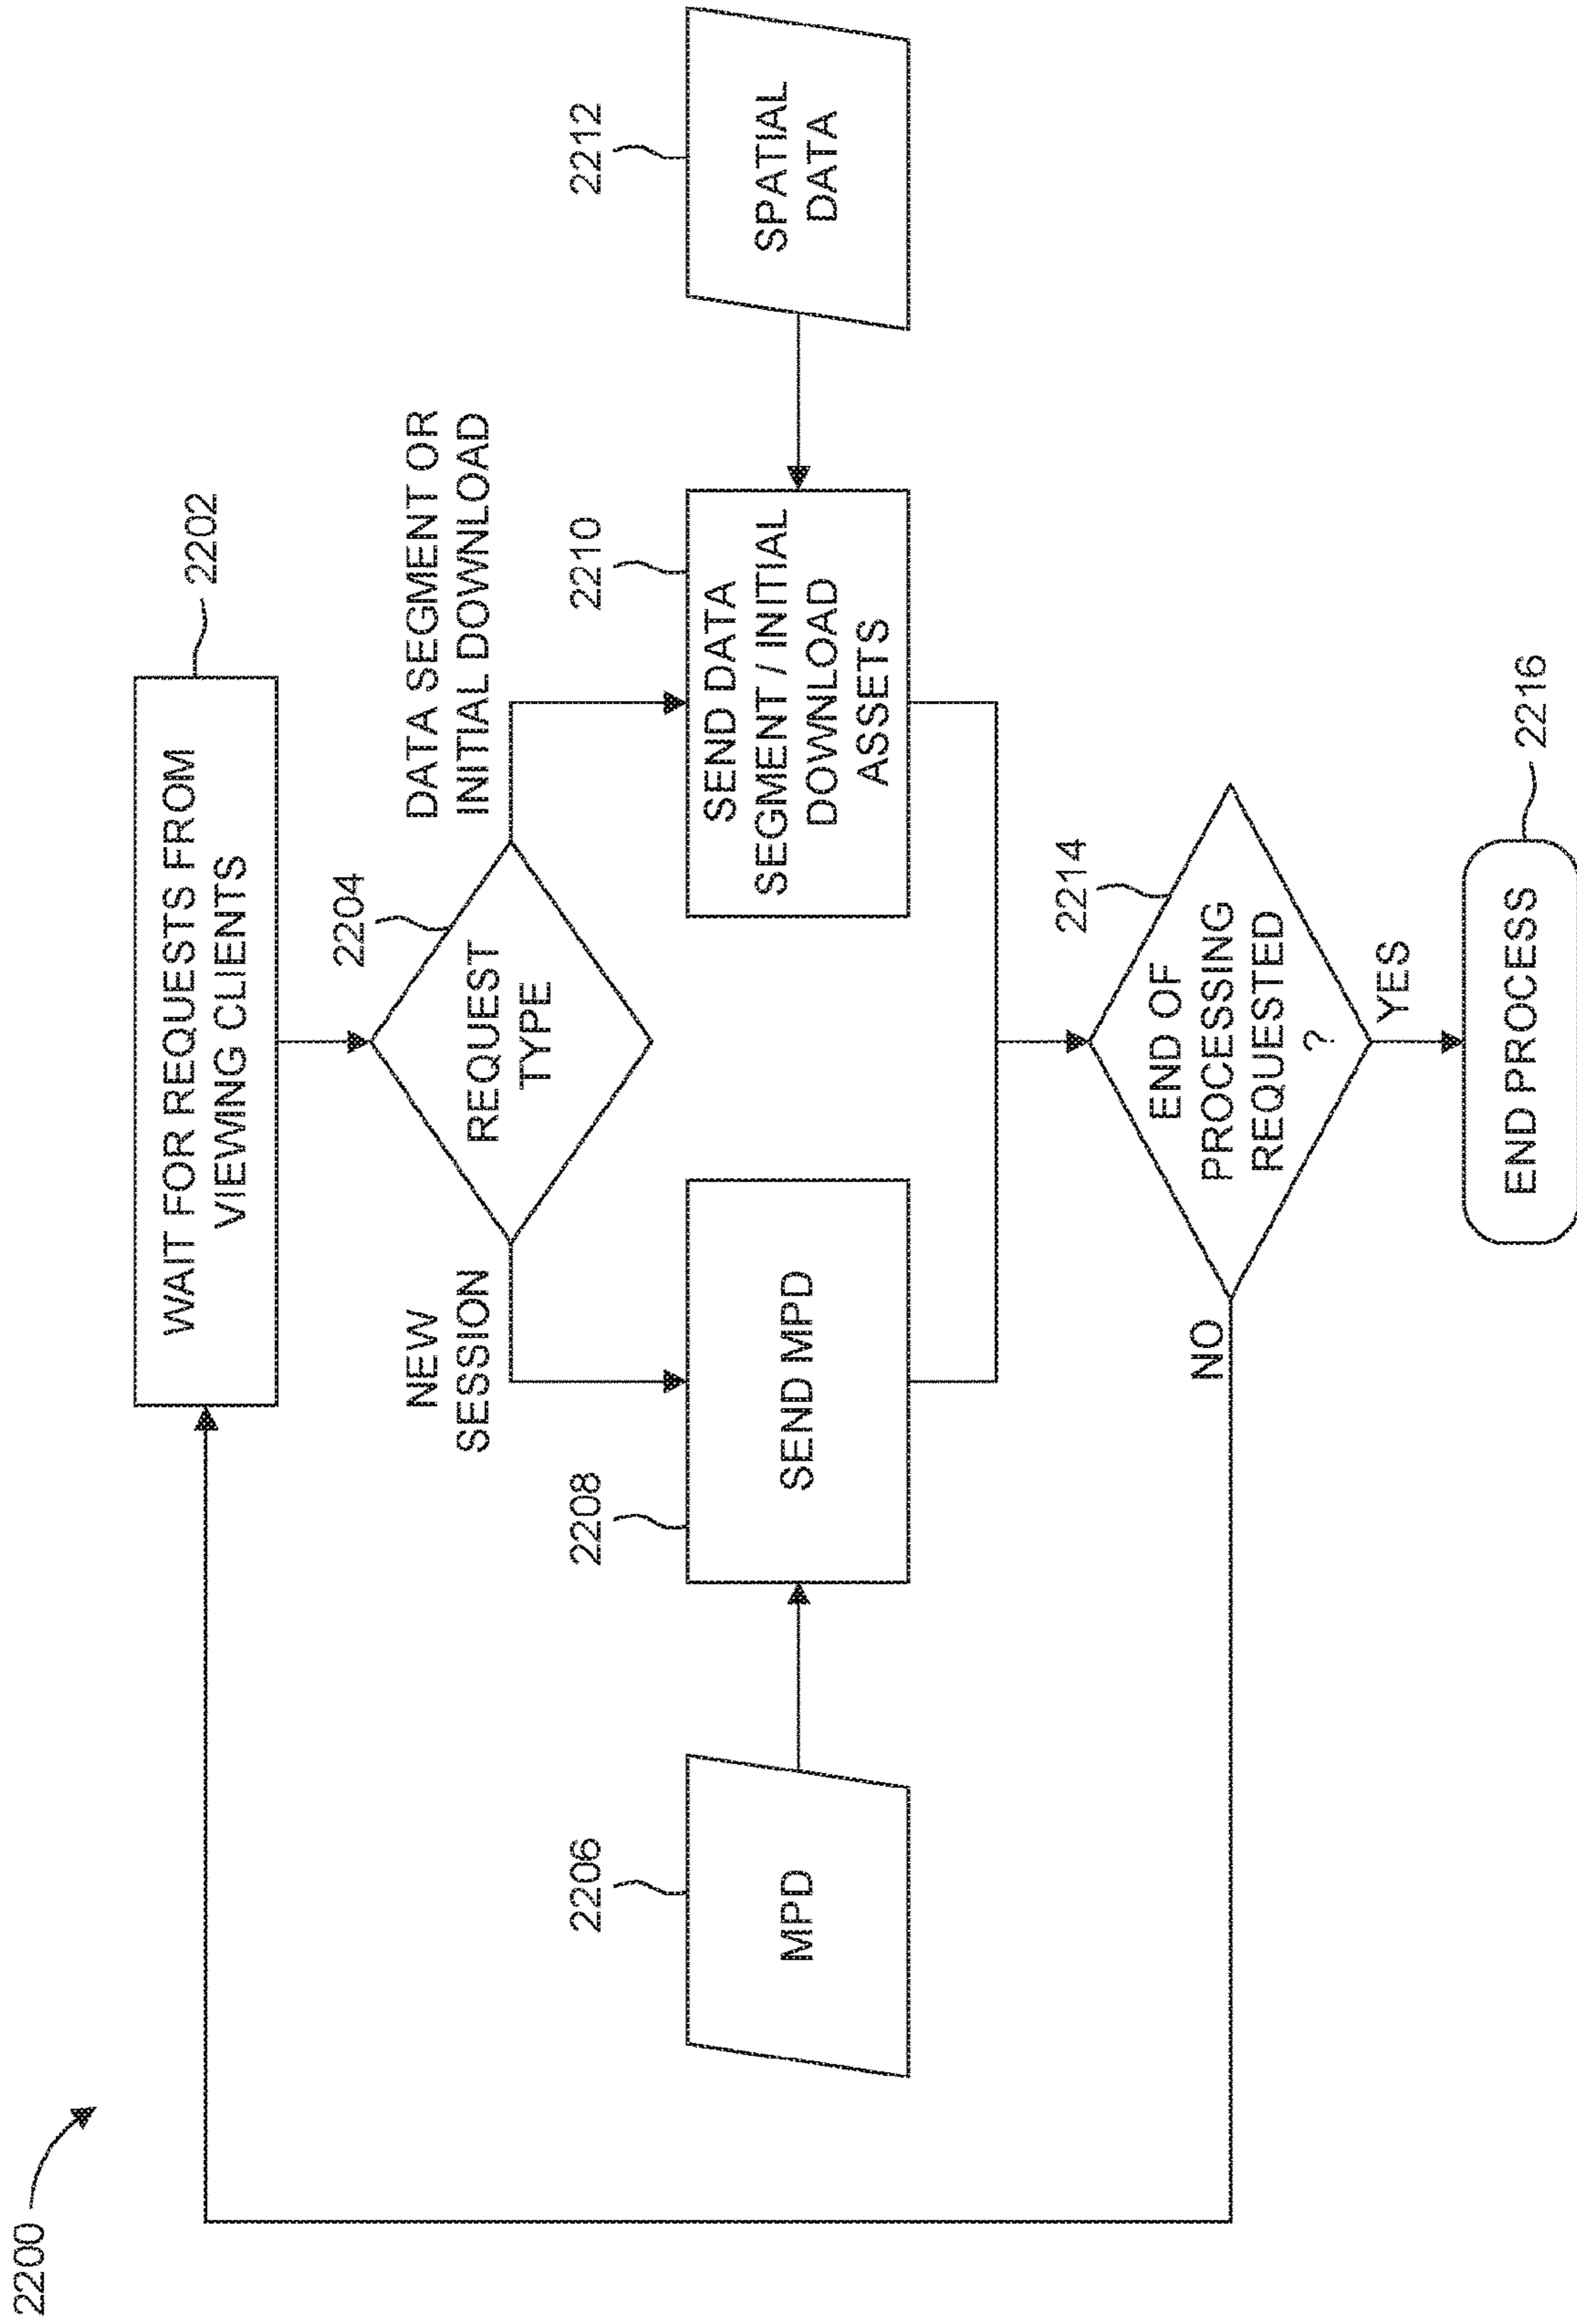 2200
WAIT FOR REQUESTS FROM
VIEWING CLIENTS
2202
REQUEST
TYPE
2204
NEW
SESSION
DATA SEGMENT OR
INITIAL DOWNLOAD
MPD
2206
SEND MPD
2208
SEND DATA
SEGMENT / INITIAL
DOWNLOAD
ASSETS
2210
SPATIAL
DATA
2212
END OF
PROCESSING
REQUESTED
?
2214
NO
YES
END PROCESS
2216